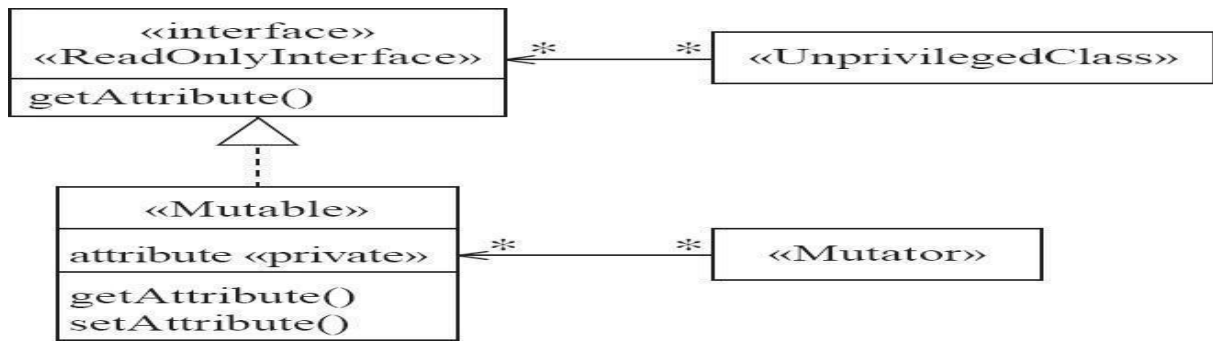 «interface»
«ReadOnlyInterface»
getAttribute()
*
*
«UnprivilegedClass»
«Mutable»
attribute «private»
getAttribute()
setAttribute()
*
*
«Mutator»